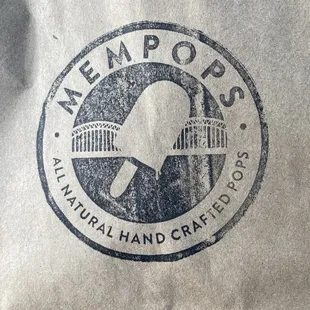 MEMPOPS
ALL NATURAL HAND CRAFTED POPS